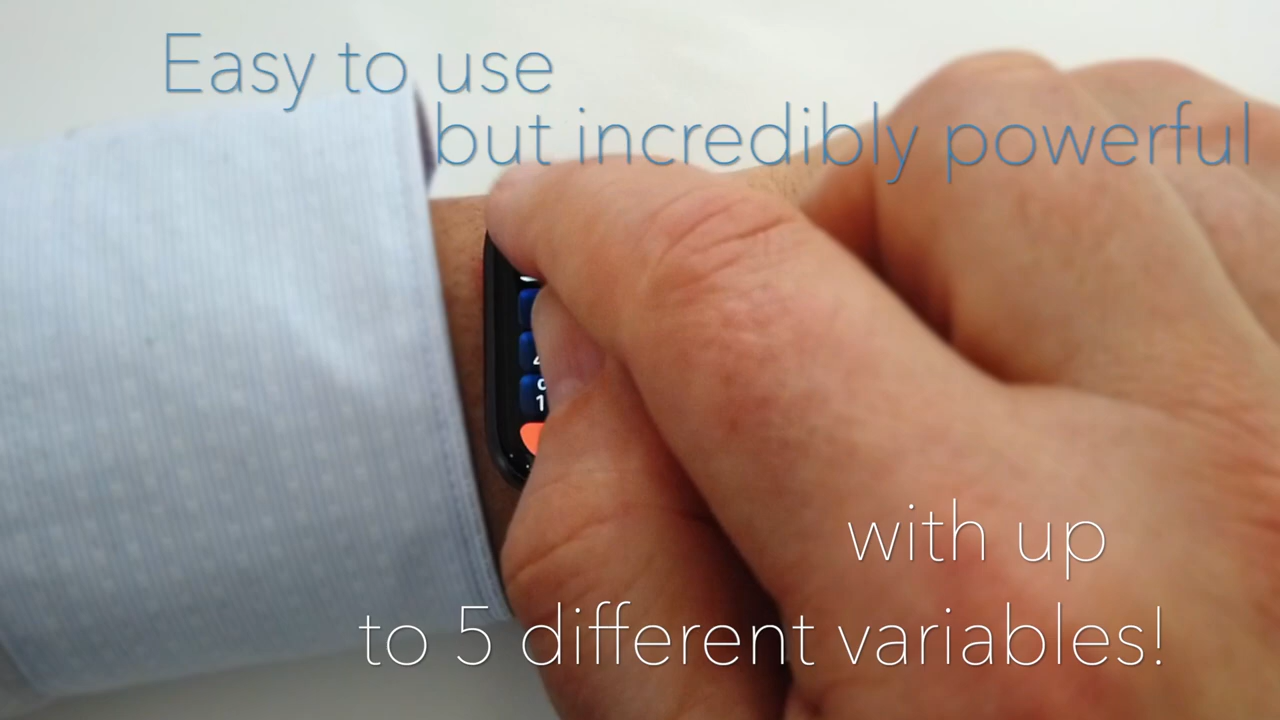 Easy to use
but incredibly powerful
with up
to 5 different variables!